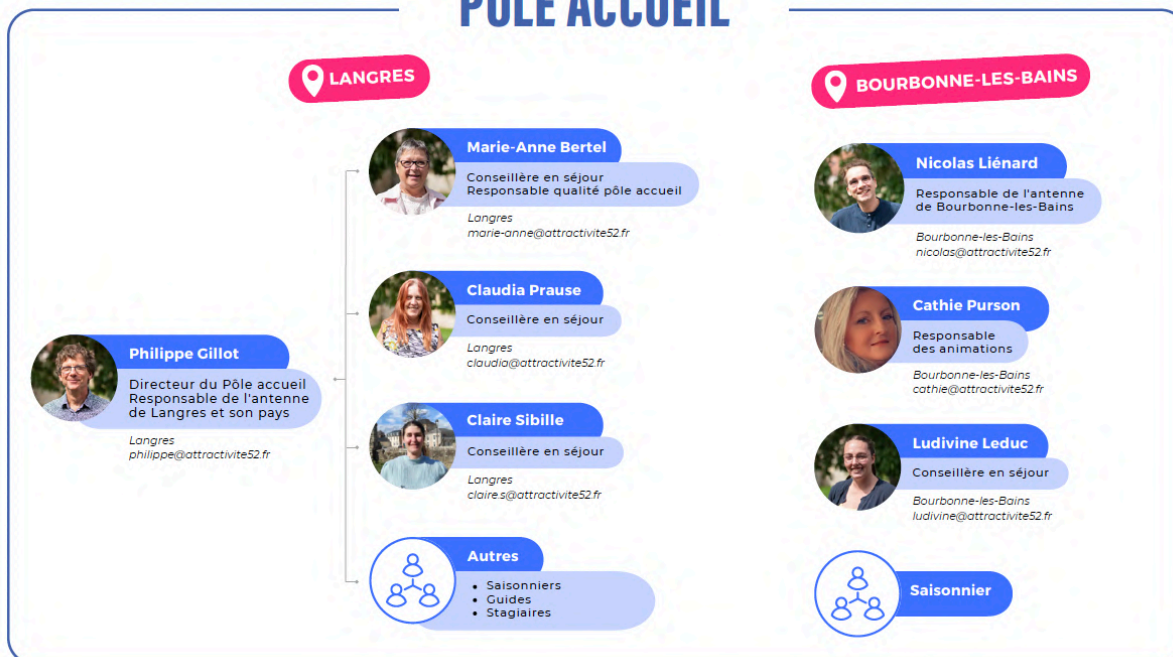 PÔLE ACCUEIL
LANGRES
BOURBONNE-LES-BAINS
Philippe Gillot
Directeur du Pôle accueil
Responsable de l'antenne
de Langres et son pays
Langres
philippe@attractivite52.fr
Marie-Anne Bertel
Conseillère en séjour
Responsable qualité pôle accueil
Langres
marie-anne@attractivite52.fr
Claudia Prause
Conseillère en séjour
Langres
claudia@attractivite52.fr
Claire Sibille
Conseillère en séjour
Langres
claire.s@attractivite52.fr
Autres
• Saisonniers
• Guides
• Stagiaires
Nicolas Liénard
Responsable de l'antenne
de Bourbonne-les-Bains
Bourbonne-les-Bains
nicolas@attractivite52.fr
Cathie Purson
Responsable
des animations
Bourbonne-les-Bains
cathie@attractivite52.fr
Ludivine Leduc
Conseillère en séjour
Bourbonne-les-Bains
ludivine@attractivite52.fr
Saisonnier